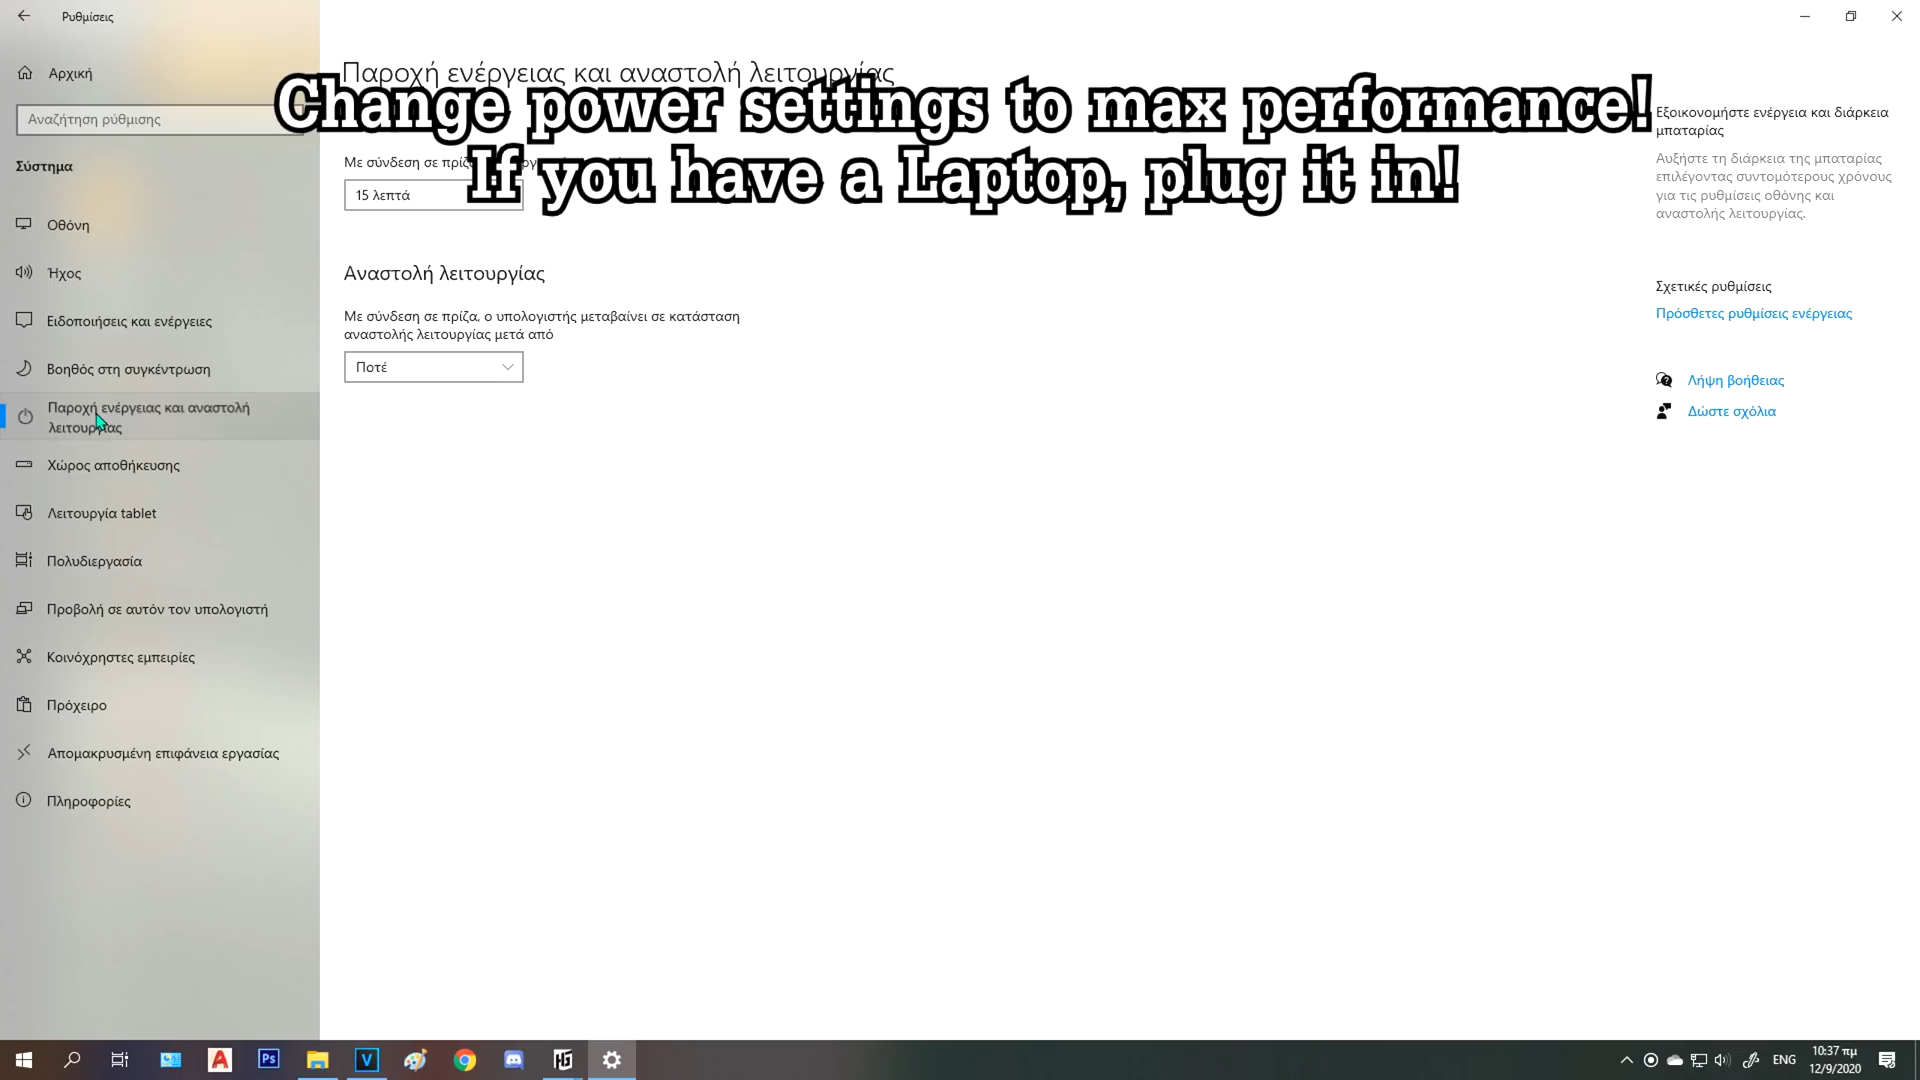 Ρυθμίσεις
Αρχική
Αναζήτηση ρύθμισης
Σύστημα
Οθόνη
Ήχος
Ειδοποιήσεις και ενέργειες
Βοηθός στη συγκέντρωση
Παροχή ενέργειας και αναστολή
λειτουργίας
Χώρος αποθήκευσης
Λειτουργία tablet
Πολυδιεργασία
Προβολή σε αυτόν τον υπολογιστή
Κοινόχρηστες εμπειρίες
Πρόχειρο
Απομακρυσμένη επιφάνεια εργασίας
Πληροφορίες
Παροχή ενέργειας και αναστολή λειτουργίας
Change power settings to max performance!
Με σύνδεση σε
If you have a Laptop, plug it in!
15 λεπτά
Αναστολή λειτουργίας
Με σύνδεση σε πρίζα, ο υπολογιστής μεταβαίνει σε κατάσταση
αναστολής λειτουργίας μετά από
Ποτέ
Εξοικονομήστε ενέργεια και διάρκεια
μπαταρίας
Αυξήστε τη διάρκεια της μπαταρίας
επιλέγοντας συντομότερους χρόνους
για τις ρυθμίσεις οθόνης και
αναστολής λειτουργίας.
Σχετικές ρυθμίσεις
Πρόσθετες ρυθμίσεις ενέργειας
Λήψη βοήθειας
Δώστε σχόλια
A
Ps
V
ENG
10:37 πμ
12/9/2020